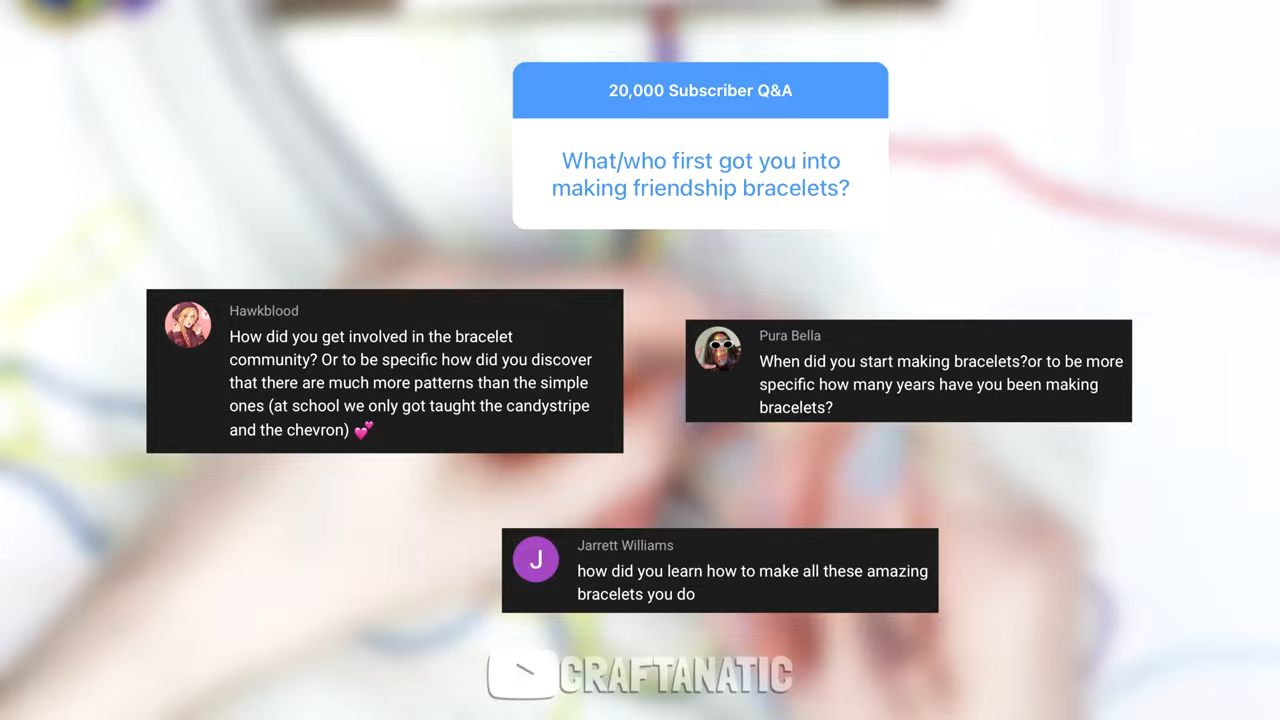 20,000 Subscriber Q&A
What/who first got you into
making friendship bracelets?
Hawkblood
How did you get involved in the bracelet
community? Or to be specific how did you discover
that there are much more patterns than the simple
ones (at school we only got taught the candystripe
and the chevron) 💕
Pura Bella
When did you start making bracelets?or to be more
specific how many years have you been making
bracelets?
J
Jarrett Williams
how did you learn how to make all these amazing
bracelets you do
CRAFTANATIC